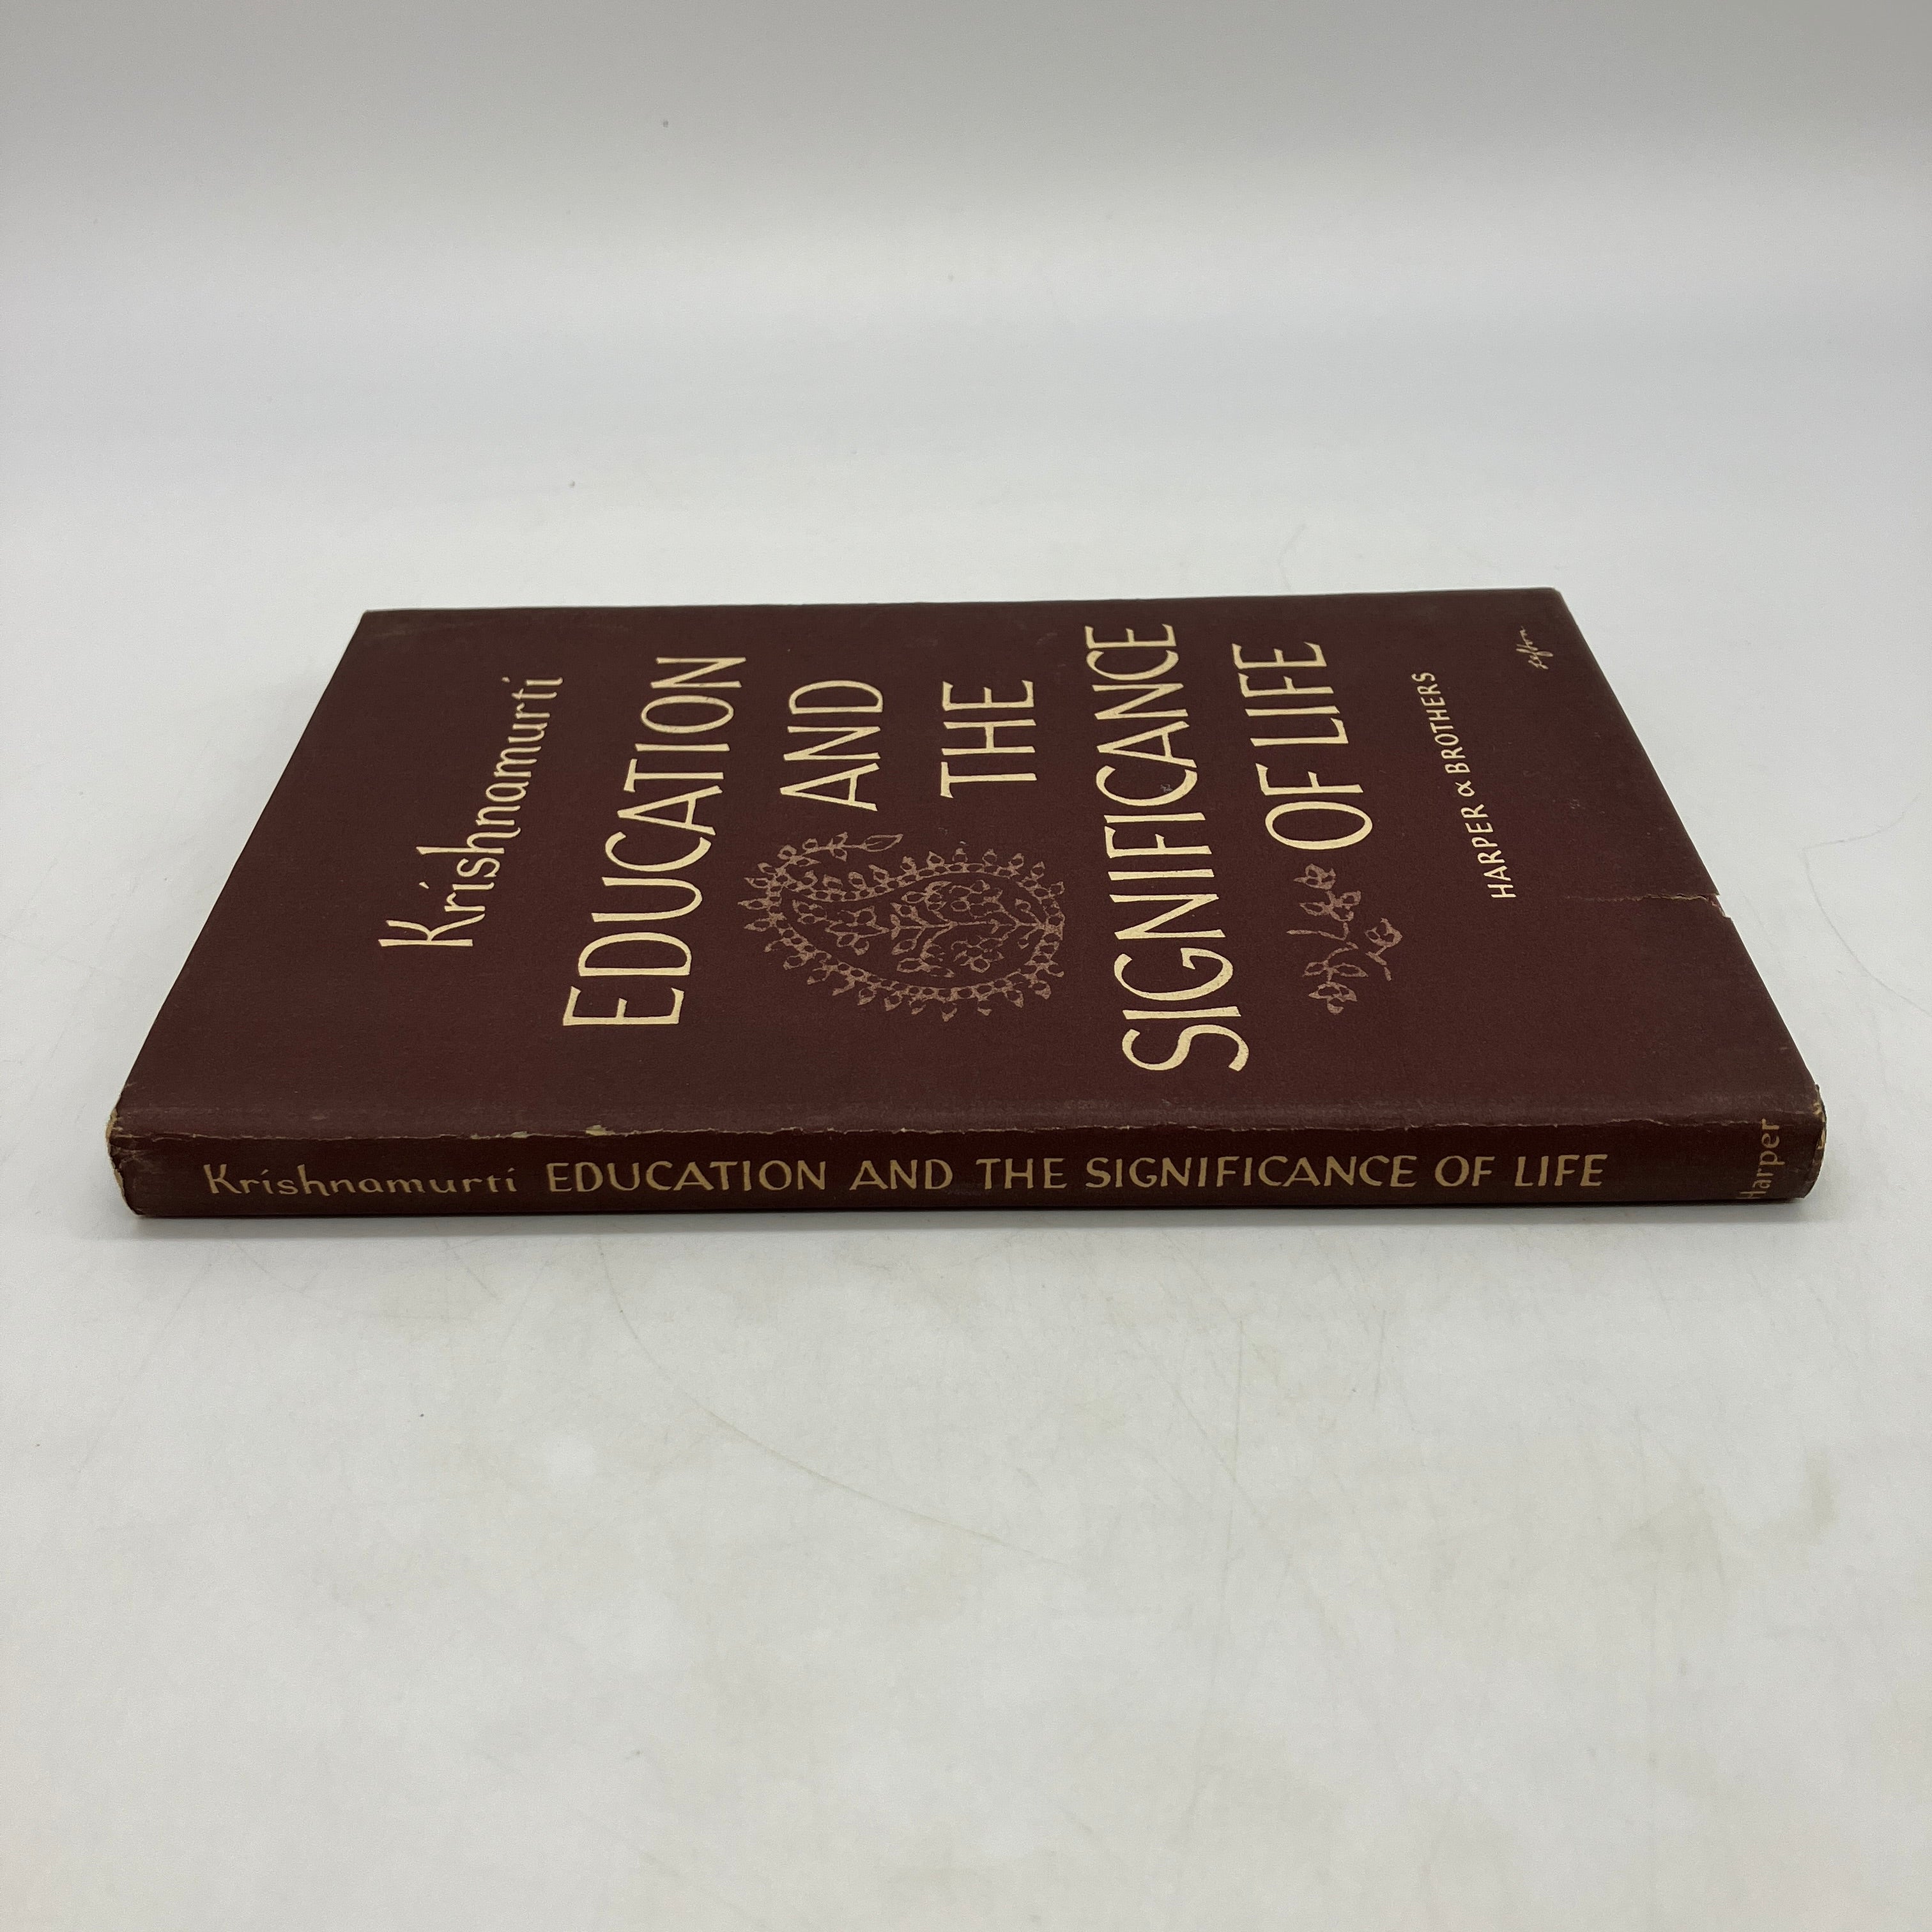 Krishnamurti
EDUCATION
AND
THE
SIGNIFICANCE
OF LIFE
HARPER & BROTHERS
Krishnamurti EDUCATION AND THE SIGNIFICANCE OF LIFE
Harper